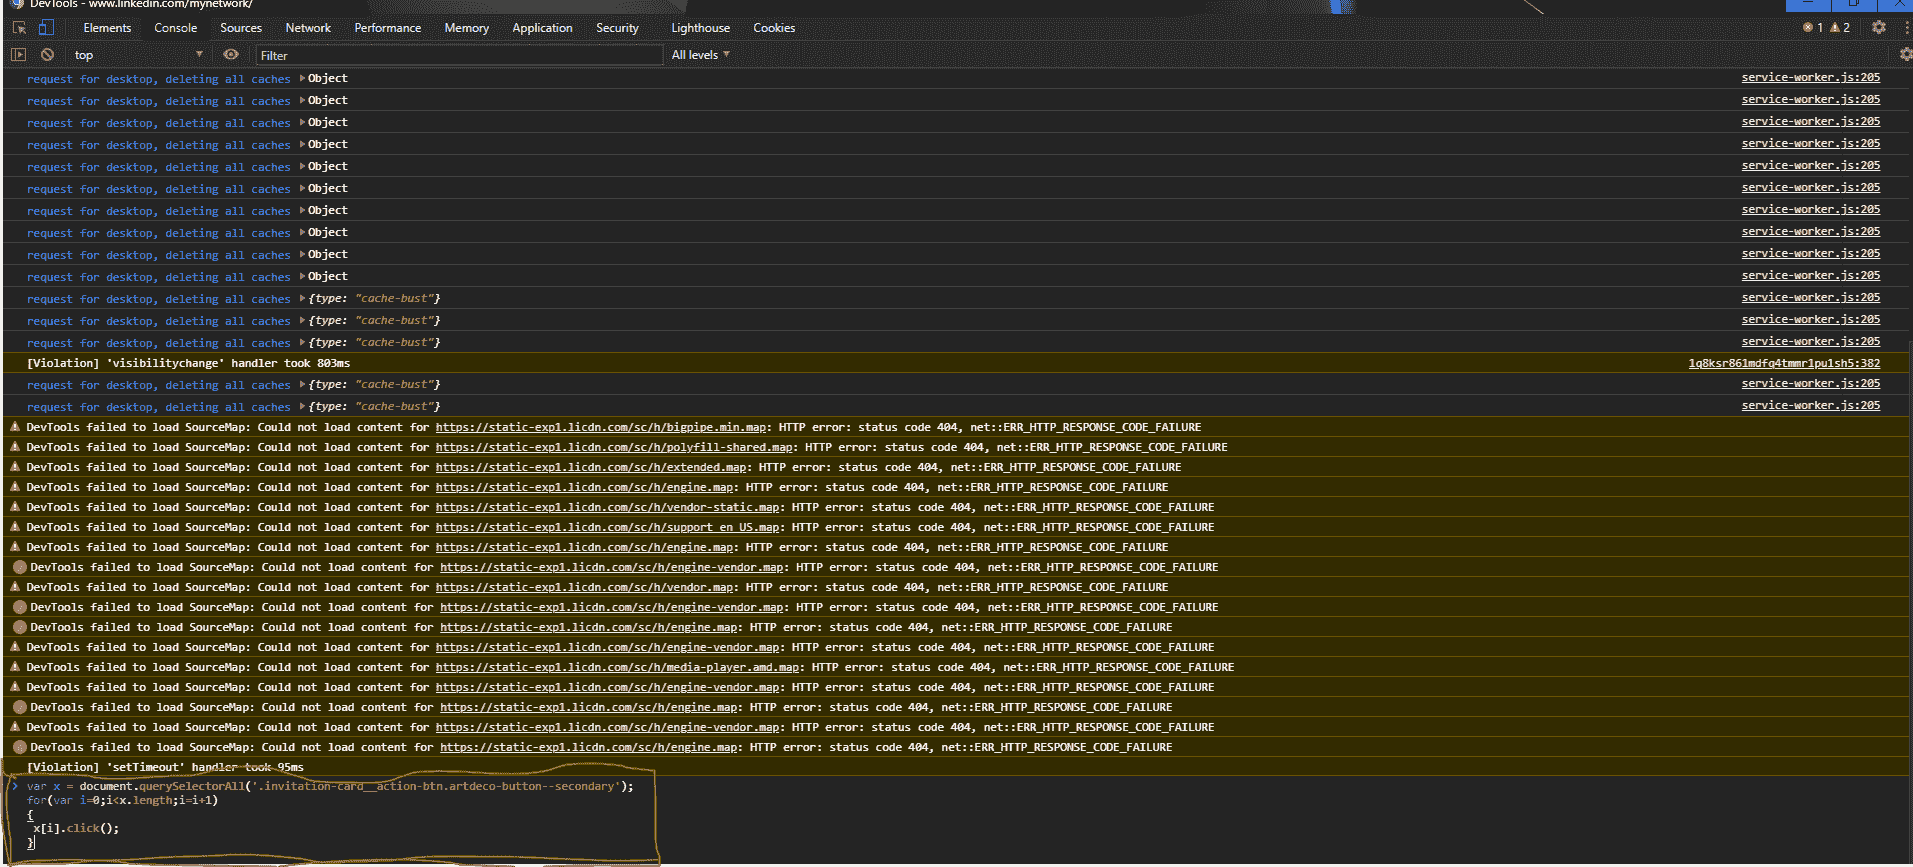 DevTools - www.linkedin.com/mynetwork/
Elements Console Sources Network Performance Memory Application Security Lighthouse Cookies 1 2
top Filter All levels
request for desktop, deleting all caches Object service-worker.js:205
request for desktop, deleting all caches Object service-worker.js:205
request for desktop, deleting all caches Object service-worker.js:205
request for desktop, deleting all caches Object service-worker.js:205
request for desktop, deleting all caches Object service-worker.js:205
request for desktop, deleting all caches Object service-worker.js:205
request for desktop, deleting all caches Object service-worker.js:205
request for desktop, deleting all caches Object service-worker.js:205
request for desktop, deleting all caches Object service-worker.js:205
request for desktop, deleting all caches Object service-worker.js:205
request for desktop, deleting all caches {type: "cache-bust"} service-worker.js:205
request for desktop, deleting all caches {type: "cache-bust"} service-worker.js:205
request for desktop, deleting all caches {type: "cache-bust"} service-worker.js:205
[Violation] 'visibilitychange' handler took 803ms 1q8ksr861mdfq4tmmr1pu1sh5:382
request for desktop, deleting all caches {type: "cache-bust"} service-worker.js:205
request for desktop, deleting all caches {type: "cache-bust"} service-worker.js:205
DevTools failed to load SourceMap: Could not load content for https://static-exp1.licdn.com/sc/h/bigpipe.min.map: HTTP error: status code 404, net::ERR_HTTP_RESPONSE_CODE_FAILURE
DevTools failed to load SourceMap: Could not load content for https://static-exp1.licdn.com/sc/h/polyfill-shared.map: HTTP error: status code 404, net::ERR_HTTP_RESPONSE_CODE_FAILURE
DevTools failed to load SourceMap: Could not load content for https://static-exp1.licdn.com/sc/h/extended.map: HTTP error: status code 404, net::ERR_HTTP_RESPONSE_CODE_FAILURE
DevTools failed to load SourceMap: Could not load content for https://static-exp1.licdn.com/sc/h/engine.map: HTTP error: status code 404, net::ERR_HTTP_RESPONSE_CODE_FAILURE
DevTools failed to load SourceMap: Could not load content for https://static-exp1.licdn.com/sc/h/vendor-static.map: HTTP error: status code 404, net::ERR_HTTP_RESPONSE_CODE_FAILURE
DevTools failed to load SourceMap: Could not load content for https://static-exp1.licdn.com/sc/h/support_en_US.map: HTTP error: status code 404, net::ERR_HTTP_RESPONSE_CODE_FAILURE
DevTools failed to load SourceMap: Could not load content for https://static-exp1.licdn.com/sc/h/engine.map: HTTP error: status code 404, net::ERR_HTTP_RESPONSE_CODE_FAILURE
DevTools failed to load SourceMap: Could not load content for https://static-exp1.licdn.com/sc/h/engine-vendor.map: HTTP error: status code 404, net::ERR_HTTP_RESPONSE_CODE_FAILURE
DevTools failed to load SourceMap: Could not load content for https://static-exp1.licdn.com/sc/h/vendor.map: HTTP error: status code 404, net::ERR_HTTP_RESPONSE_CODE_FAILURE
DevTools failed to load SourceMap: Could not load content for https://static-exp1.licdn.com/sc/h/engine-vendor.map: HTTP error: status code 404, net::ERR_HTTP_RESPONSE_CODE_FAILURE
DevTools failed to load SourceMap: Could not load content for https://static-exp1.licdn.com/sc/h/engine.map: HTTP error: status code 404, net::ERR_HTTP_RESPONSE_CODE_FAILURE
DevTools failed to load SourceMap: Could not load content for https://static-exp1.licdn.com/sc/h/engine-vendor.map: HTTP error: status code 404, net::ERR_HTTP_RESPONSE_CODE_FAILURE
DevTools failed to load SourceMap: Could not load content for https://static-exp1.licdn.com/sc/h/media-player.amd.map: HTTP error: status code 404, net::ERR_HTTP_RESPONSE_CODE_FAILURE
DevTools failed to load SourceMap: Could not load content for https://static-exp1.licdn.com/sc/h/engine-vendor.map: HTTP error: status code 404, net::ERR_HTTP_RESPONSE_CODE_FAILURE
DevTools failed to load SourceMap: Could not load content for https://static-exp1.licdn.com/sc/h/engine.map: HTTP error: status code 404, net::ERR_HTTP_RESPONSE_CODE_FAILURE
DevTools failed to load SourceMap: Could not load content for https://static-exp1.licdn.com/sc/h/engine-vendor.map: HTTP error: status code 404, net::ERR_HTTP_RESPONSE_CODE_FAILURE
DevTools failed to load SourceMap: Could not load content for https://static-exp1.licdn.com/sc/h/engine.map: HTTP error: status code 404, net::ERR_HTTP_RESPONSE_CODE_FAILURE
[Violation] 'setTimeout' handler took 95ms
var x = document.querySelectorAll('.invitation-card__action-btn.artdeco-button--secondary');
for(var i=0;i<x.length;i=i+1)
{
x[i].click();
}